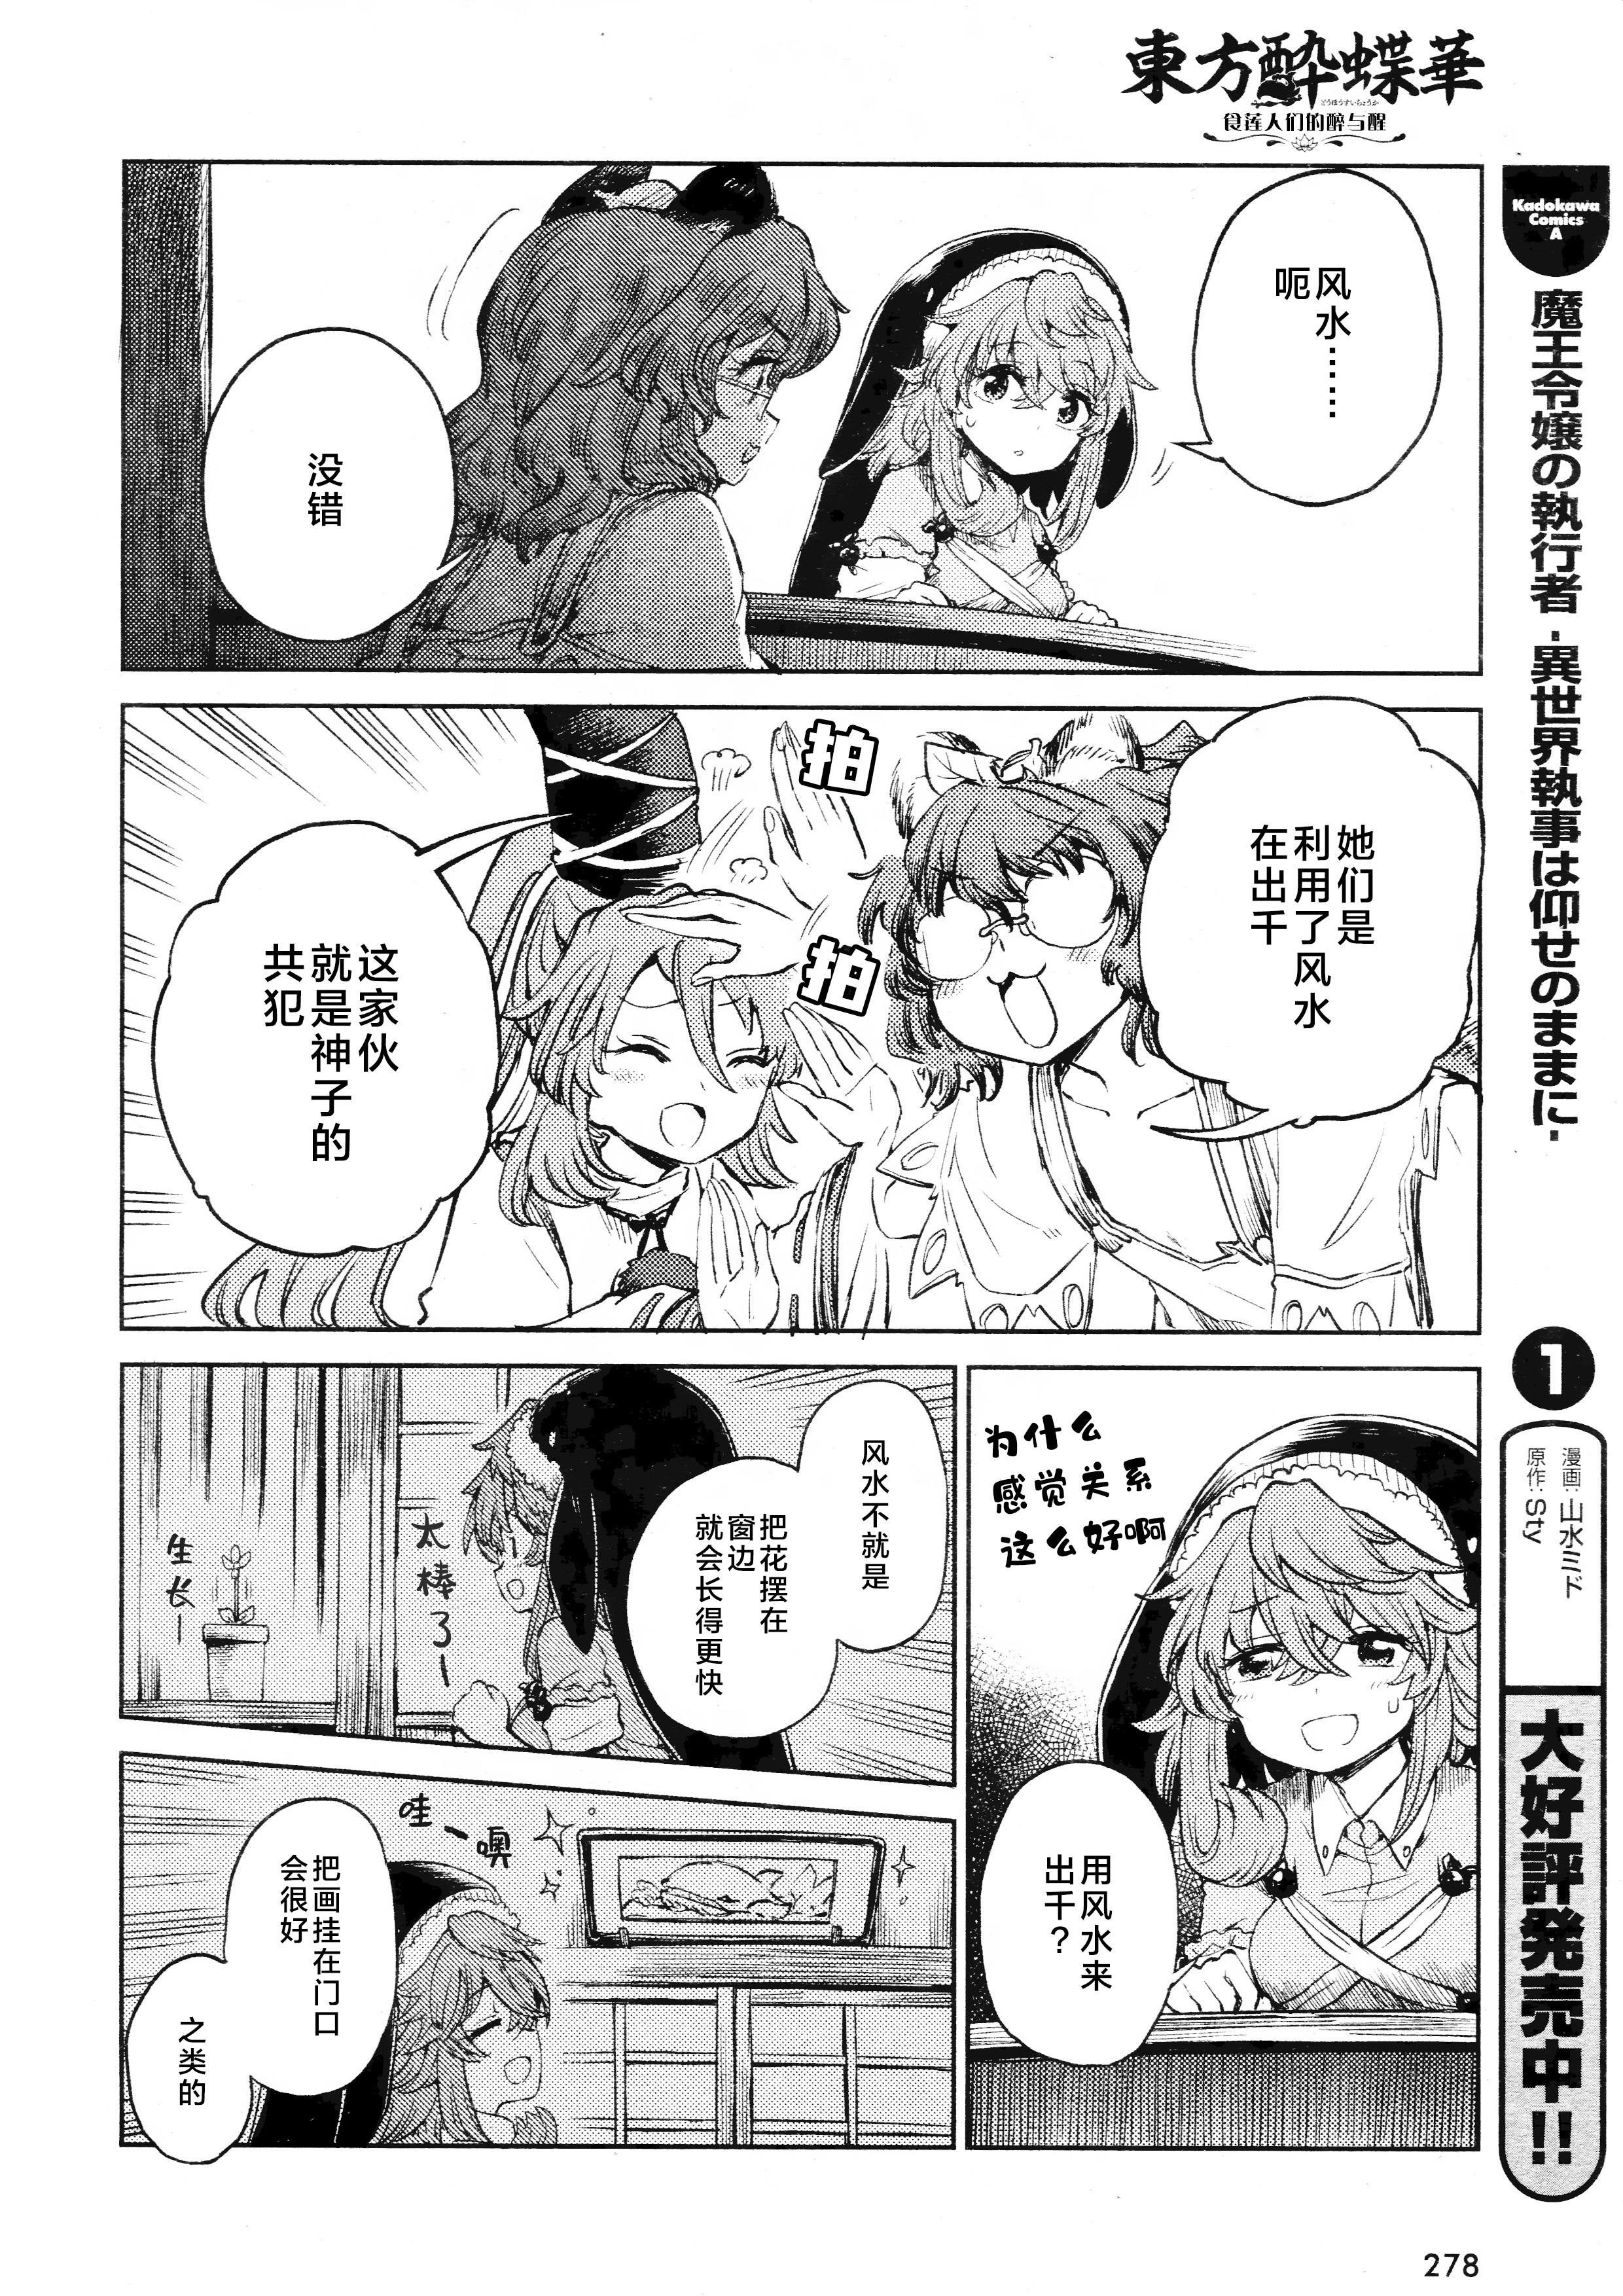 東方酔蝶華
とうほうすいちょうか
食莲人们的醉与醒
Kadokawa
Comics
A
魔王令嬢の執行者 -異世界執事は仰せのままに-
1
漫画:山水ミド
原作:Sty
大好評発売中!!
风水……
呃
没错
她们是
利用了风水
在出千
拍
拍
这家伙
就是神子的
共犯
为什么
感觉关系
这么好啊
用风水来
出千?
风水不就是
把花摆在
窗边
就会长得更快
太棒了ー
生长ー
哇ー噢
把画挂在门口
会很好
之类的
278